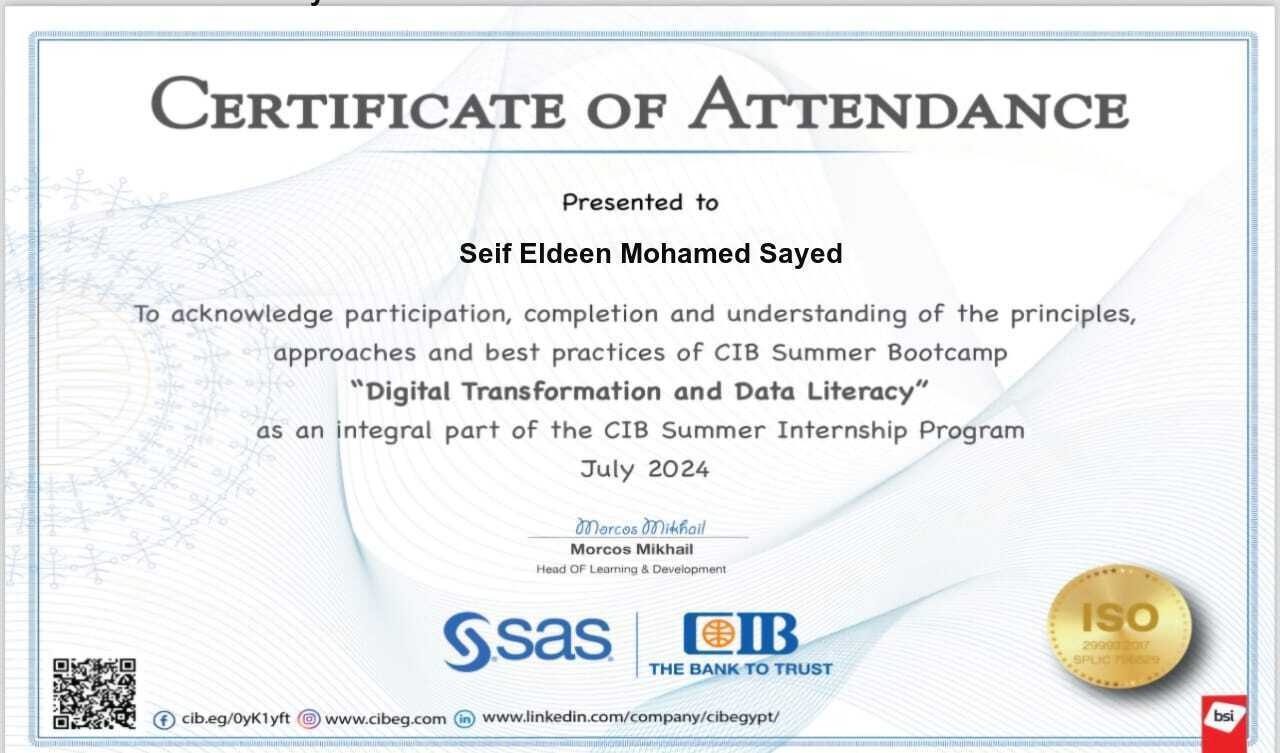 CERTIFICATE OF ATTENDANCE
Presented to
Seif Eldeen Mohamed Sayed
To acknowledge participation, completion and understanding of the principles,
approaches and best practices of CIB Summer Bootcamp
“Digital Transformation and Data Literacy”
as an integral part of the CIB Summer Internship Program
July 2024
Morcos Mikhail
Morcos Mikhail
Head OF Learning & Development
sas
CIB
THE BANK TO TRUST
ISO
29993:2017
SPLIC
cib.eg/0yK1yft www.cibeg.com www.linkedin.com/company/cibegypt/
bsi